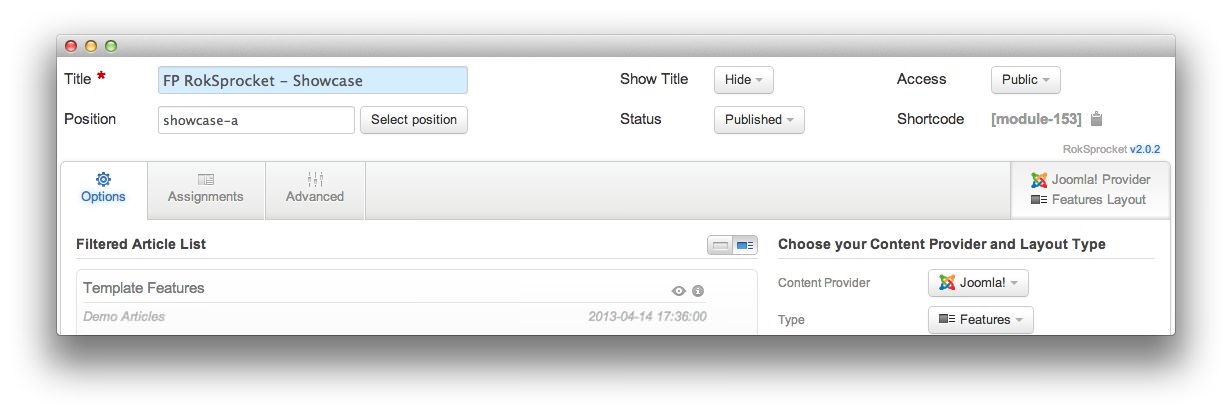 Title * FP RokSprocket – Showcase Show Title Hide Access Public
Position showcase-a Select position Status Published Shortcode [module-153]
RokSprocket v2.0.2
Options Assignments Advanced
Joomla! Provider
Features Layout
Filtered Article List
Template Features
Demo Articles 2013-04-14 17:36:00
Choose your Content Provider and Layout Type
Content Provider Joomla!
Type Features